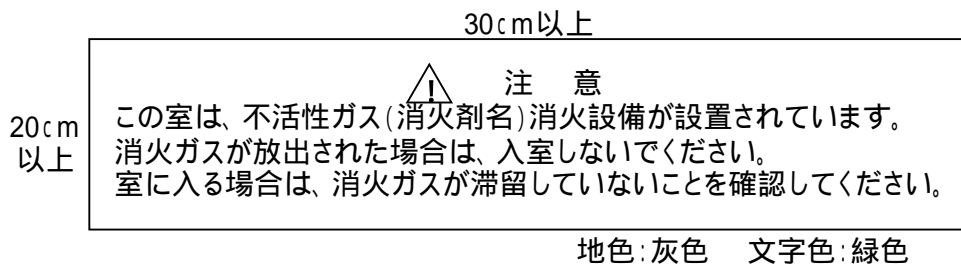 30cm以上
⚠ 注 意
この室は、不活性ガス(消火剤名)消火設備が設置されています。
20cm
以上
消火ガスが放出された場合は、入室しないでください。
室に入る場合は、消火ガスが滞留していないことを確認してください。
地色:灰色 文字色:緑色